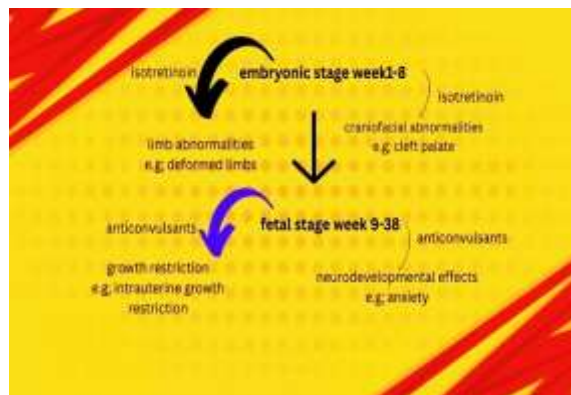 isotretinoin
embryonic stage week1-8
isotretinoin
limb abnormalities
e.g; deformed limbs
craniofacial abnormalities
e.g: cleft palate
anticonvulsants
fetal stage week 9-38
anticonvulsants
growth restriction
e.g, intrauterine growth
restriction
neurodevelopmental effects
e.g; anxiety